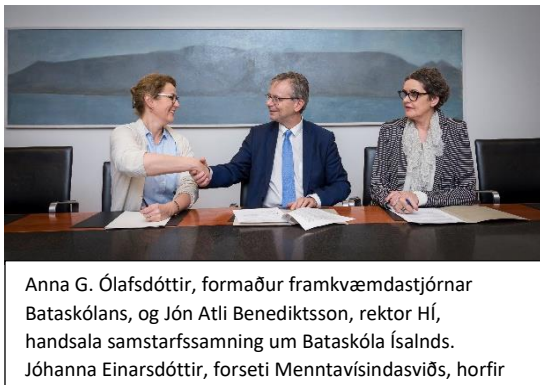 Anna G. Ólafsdóttir, formaður framkvæmdastjórnar
Bataskólans, og Jón Atli Benediktsson, rektor HÍ,
handsala samstarfssamning um Bataskóla Ísalnds.
Jóhanna Einarsdóttir, forseti Menntavísindasviðs, horfir